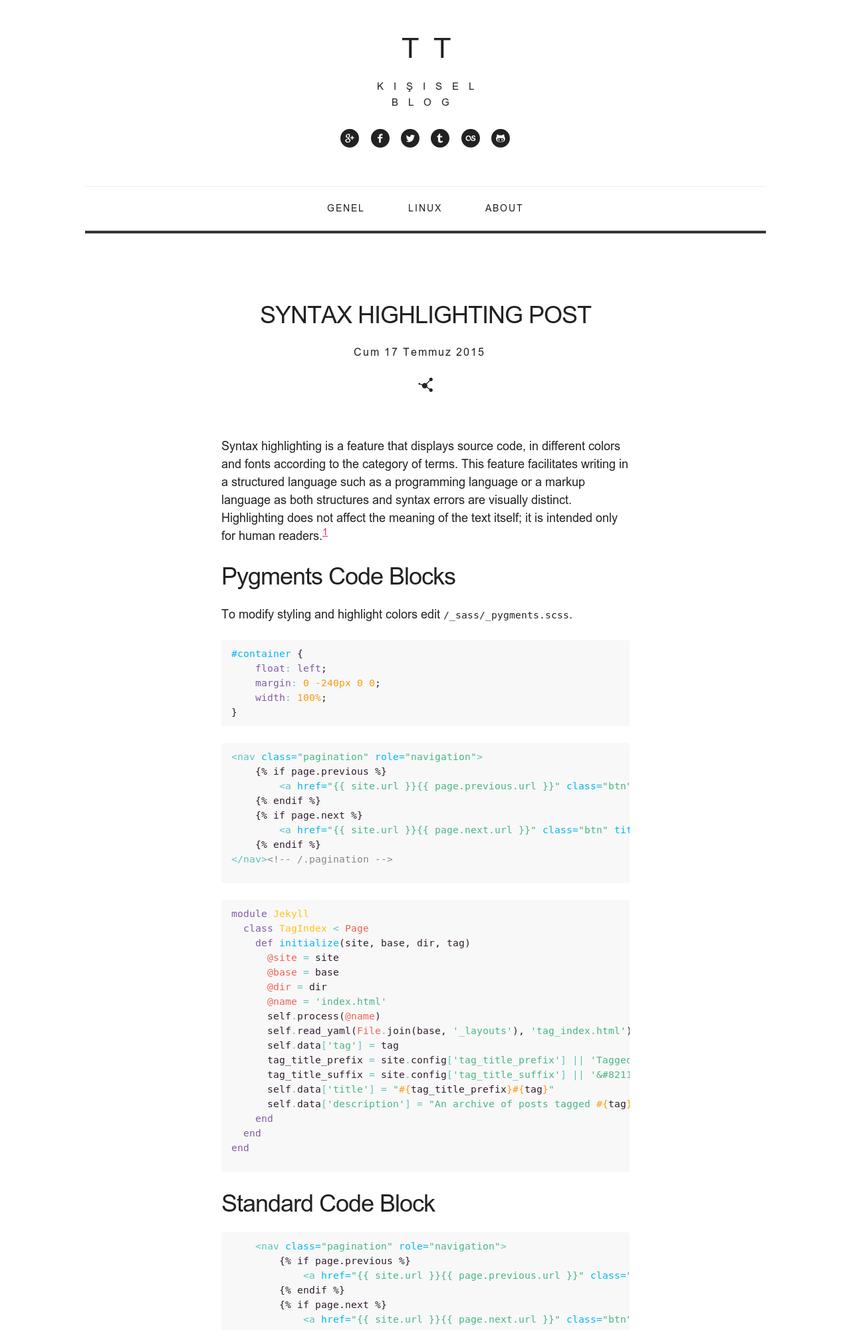 T T
KIŞISEL
BLOG
GENEL LINUX ABOUT
SYNTAX HIGHLIGHTING POST
Cum 17 Temmuz 2015
Syntax highlighting is a feature that displays source code, in different colors
and fonts according to the category of terms. This feature facilitates writing in
a structured language such as a programming language or a markup
language as both structures and syntax errors are visually distinct.
Highlighting does not affect the meaning of the text itself; it is intended only
for human readers.1
Pygments Code Blocks
To modify styling and highlight colors edit /_sass/_pygments.scss.
#container {
    float: left;
    margin: 0 -240px 0 0;
    width: 100%;
}
<nav class="pagination" role="navigation">
    {% if page.previous %}
        <a href="{{ site.url }}{{ page.previous.url }}" class="btn"
    {% endif %}
    {% if page.next %}
        <a href="{{ site.url }}{{ page.next.url }}" class="btn" tit
    {% endif %}
</nav><!-- /.pagination -->
module Jekyll
  class TagIndex < Page
    def initialize(site, base, dir, tag)
      @site = site
      @base = base
      @dir = dir
      @name = 'index.html'
      self.process(@name)
      self.read_yaml(File.join(base, '_layouts'), 'tag_index.html')
      self.data['tag'] = tag
      tag_title_prefix = site.config['tag_title_prefix'] || 'Tagged
      tag_title_suffix = site.config['tag_title_suffix'] || '&#8211
      self.data['title'] = "#{tag_title_prefix}#{tag}"
      self.data['description'] = "An archive of posts tagged #{tag}
    end
  end
end
Standard Code Block
    <nav class="pagination" role="navigation">
        {% if page.previous %}
            <a href="{{ site.url }}{{ page.previous.url }}" class="
        {% endif %}
        {% if page.next %}
            <a href="{{ site.url }}{{ page.next.url }}" class="btn"